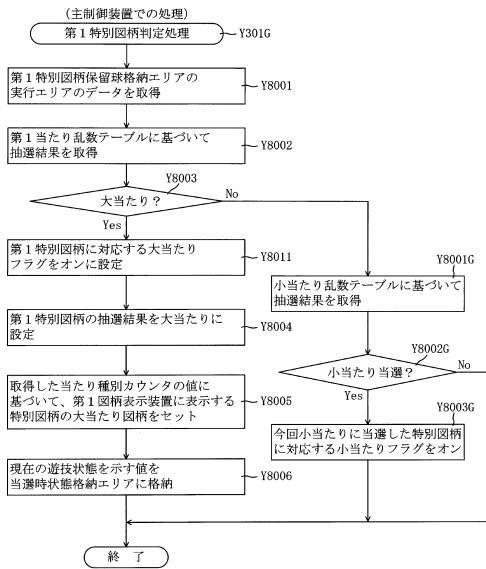 (主制御装置での処理)
第1特別図柄判定処理
Y301G
第1特別図柄保留球格納エリアの
実行エリアのデータを取得
Y8001
第1当たり乱数テーブルに基づいて
抽選結果を取得
Y8002
Y8003
大当たり?
No
Yes
第1特別図柄に対応する大当たり
フラグをオンに設定
Y8011
第1特別図柄の抽選結果を大当たりに
設定
Y8004
取得した当たり種別カウンタの値に
基づいて、第1図柄表示装置に表示する
特別図柄の大当たり図柄をセット
Y8005
現在の遊技状態を示す値を
当選時状態格納エリアに格納
Y8006
Y8001G
小当たり乱数テーブルに基づいて
抽選結果を取得
Y8002G
小当たり当選?
No
Yes
Y8003G
今回小当たりに当選した特別図柄
に対応する小当たりフラグをオン
終 了